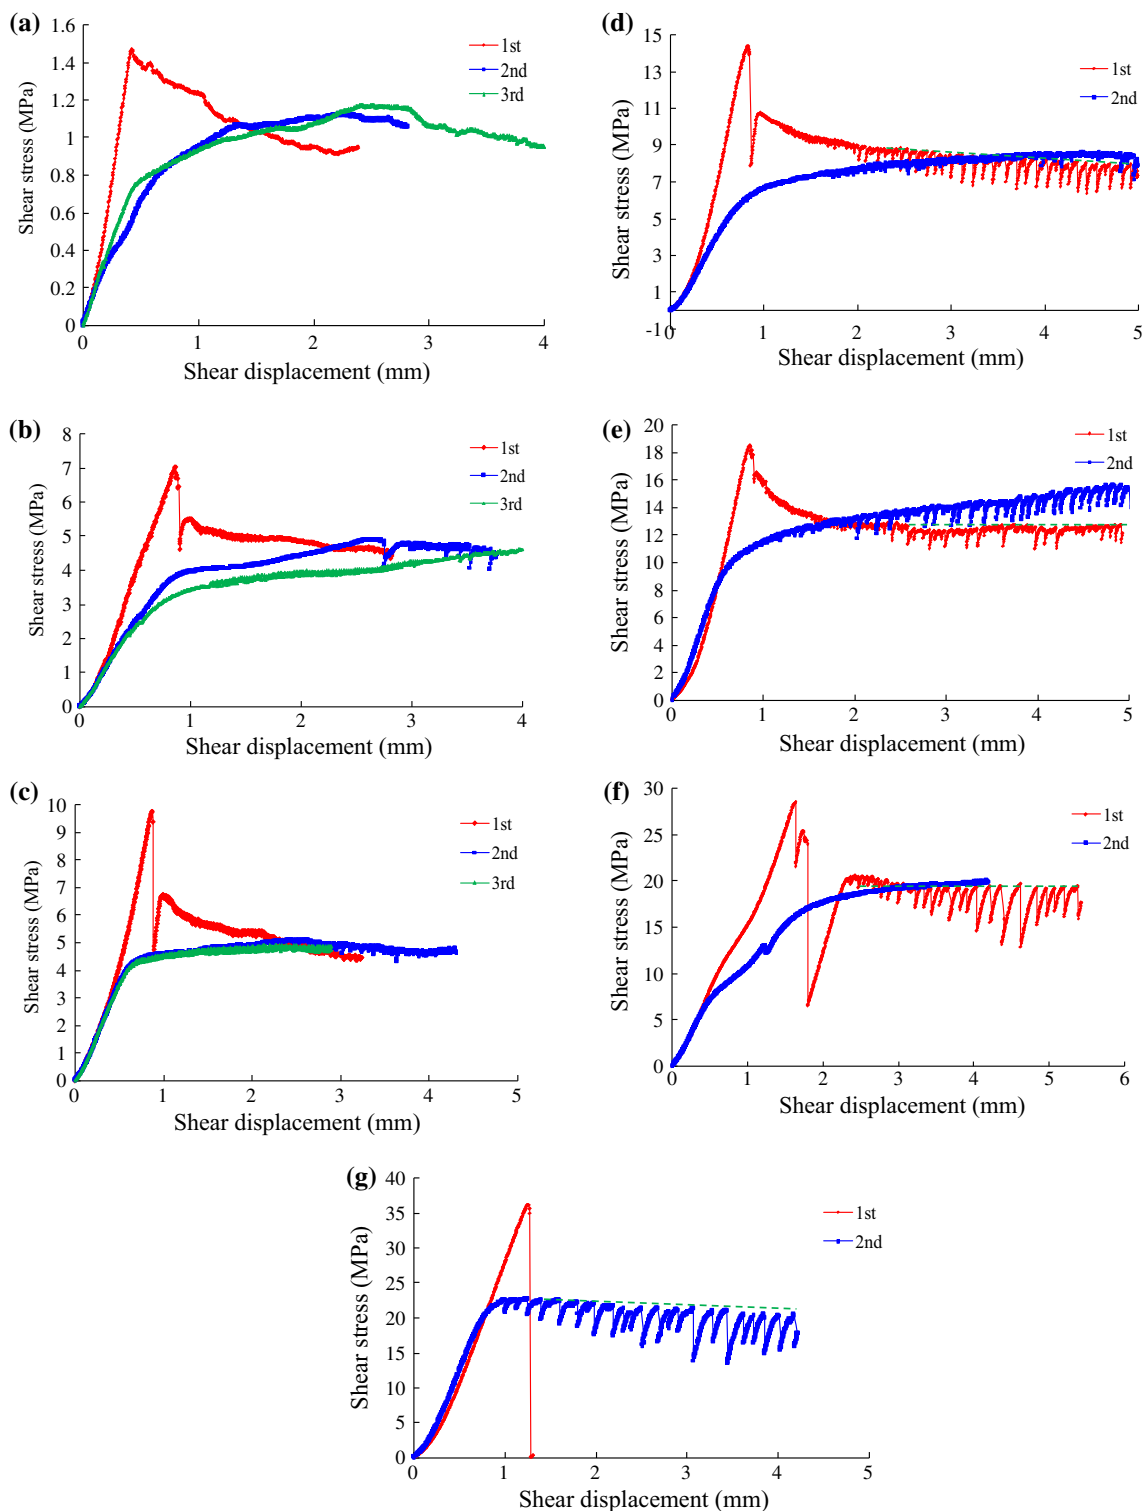 (a)
1.6
1.4
1.2
1
0.8
0.6
0.4
0.2
0
Shear stress (MPa)
1st
2nd
3rd
0 1 2 3 4
Shear displacement (mm)
(d)
15
13
11
9
7
5
3
1
-1
Shear stress (MPa)
1st
2nd
0 1 2 3 4 5
Shear displacement (mm)
(b)
8
7
6
5
4
3
2
1
0
Shear stress (MPa)
1st
2nd
3rd
0 1 2 3 4
Shear displacement (mm)
(e)
20
18
16
14
12
10
8
6
4
2
0
Shear stress (MPa)
1st
2nd
0 1 2 3 4 5
Shear displacement (mm)
(c)
10
9
8
7
6
5
4
3
2
1
0
Shear stress (MPa)
1st
2nd
3rd
0 1 2 3 4 5
Shear displacement (mm)
(f)
30
25
20
15
10
5
0
Shear stress (MPa)
1st
2nd
0 1 2 3 4 5 6
Shear displacement (mm)
(g)
40
35
30
25
20
15
10
5
0
Shear stress (MPa)
1st
2nd
0 1 2 3 4 5
Shear displacement (mm)